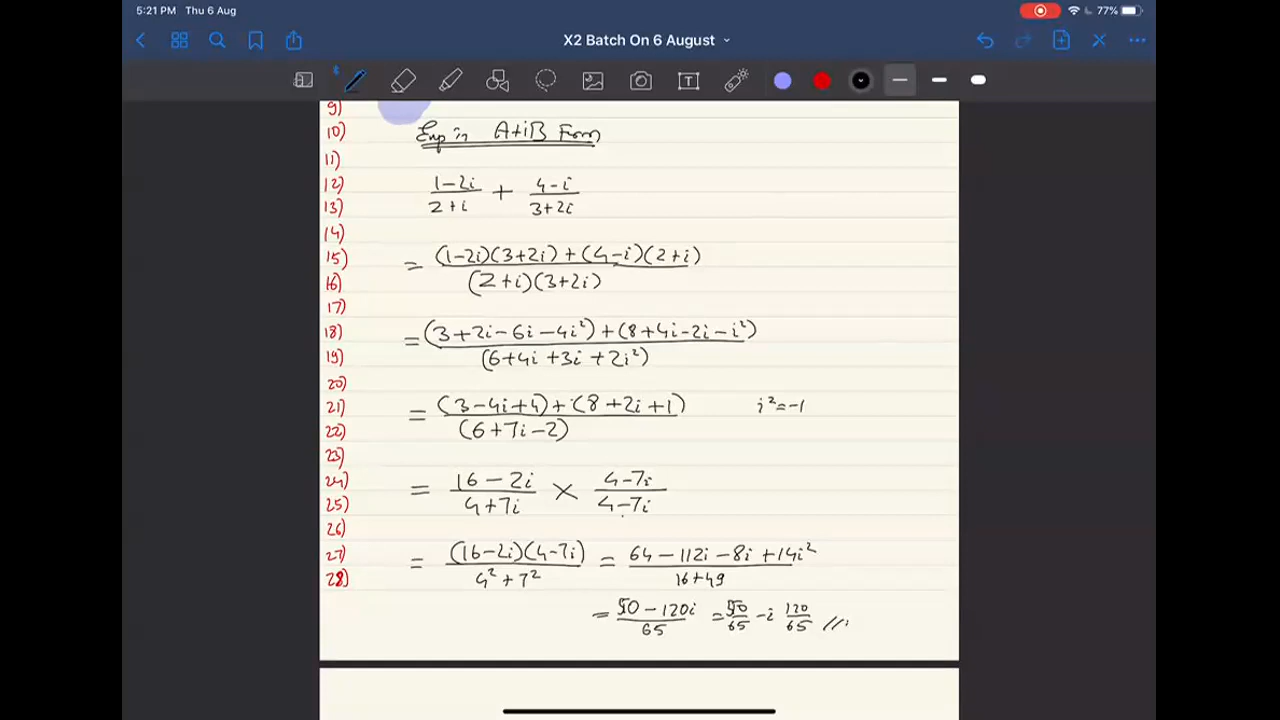 5:21 PM Thu 6 Aug 77%
X2 Batch On 6 August
9)
10) Exp in A+iB Form
11)
12) 1-2i + 4-i
13) 2+i 3+2i
14)
15) = (1-2i)(3+2i) + (4-i)(2+i)
16) (2+i)(3+2i)
17)
18) = (3+2i-6i-4i²) + (8+4i-2i-i²)
19) (6+4i+3i+2i²)
20)
21) = (3-4i+4) + (8+2i+1) i²=-1
22) (6+7i-2)
23)
24) = 16-2i × 4-7i
25) 4+7i 4-7i
26)
27) = (16-2i)(4-7i) = 64-112i-8i+14i²
28) 4²+7² 16+49
= 50-120i = 50 -i 120 //
65 65 65